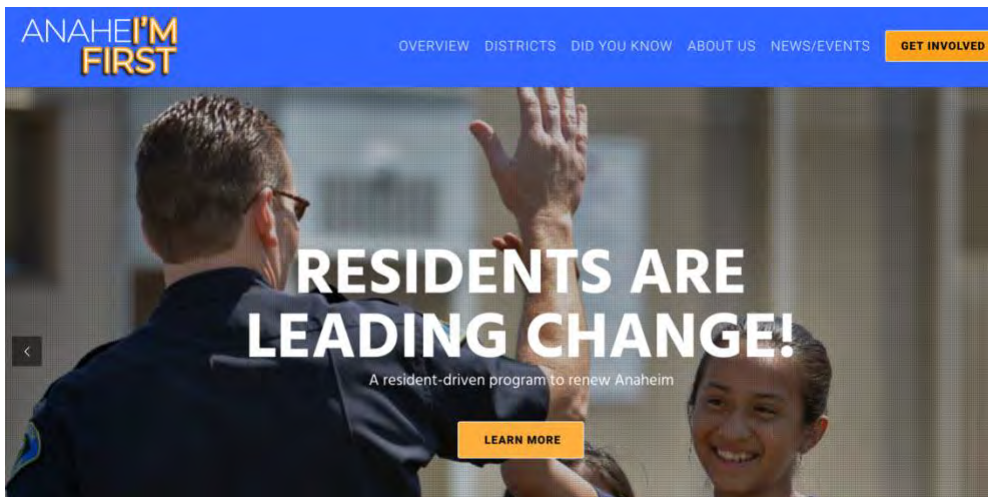 ANAHEI'M
FIRST
OVERVIEW DISTRICTS DID YOU KNOW ABOUT US NEWS/EVENTS GET INVOLVED
RESIDENTS ARE
LEADING CHANGE!
A resident-driven program to renew Anaheim
LEARN MORE